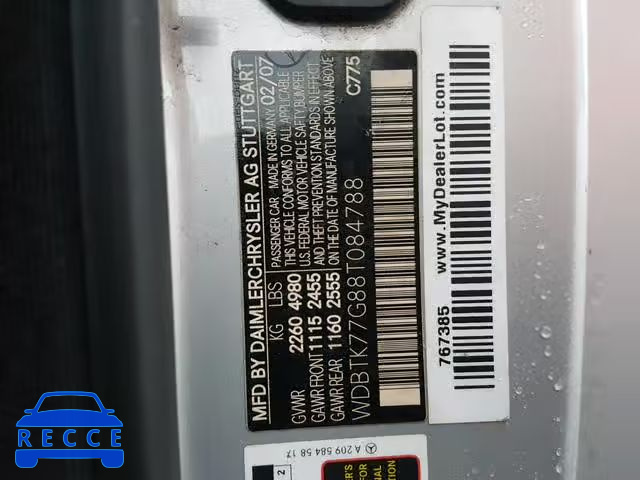 MFD BY DAIMLERCHRYSLER AG STUTTGART
PASSENGER CAR / MADE IN GERMANY 02/07
THIS VEHICLE CONFORMS TO ALL APPLICABLE
U.S. FEDERAL MOTOR VEHICLE SAFETY, BUMPER
AND THEFT PREVENTION STANDARDS IN EFFECT
ON THE DATE OF MANUFACTURE SHOWN ABOVE
KG LBS
GVWR 2260 4980
GAWR FRONT 1115 2455
GAWR REAR 1160 2555
C775
WDBTK77G88T084788
767385
www.MyDealerLot.com
A 209 584 58 17
2
RECCE